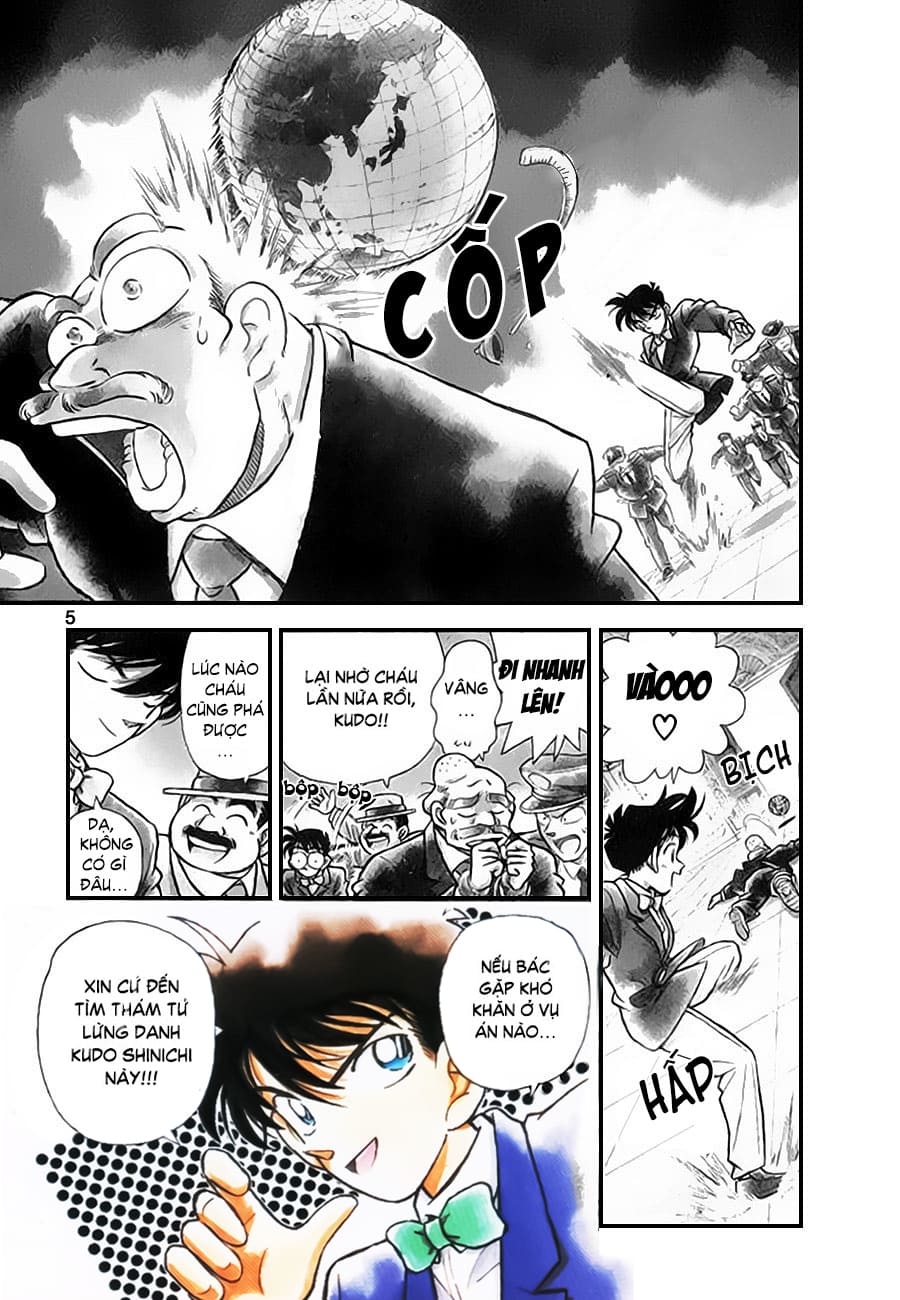 CỐP
5
VÀOOO
♡
BỊCH
HẤP
ĐI NHANH
LÊN!
VÂNG
...
LẠI NHỜ CHÁU
LẦN NỮA RỒI,
KUDO!!
bộp
bộp
LÚC NÀO
CHÁU
CŨNG PHÁ
ĐƯỢC
...
DẠ,
KHÔNG
CÓ GÌ
ĐÂU...
NẾU BÁC
GẶP KHÓ
KHĂN Ở VỤ
ÁN NÀO...
XIN CỨ ĐẾN
TÌM THÁM TỬ
LỪNG DANH
KUDO SHINICHI
NÀY!!!